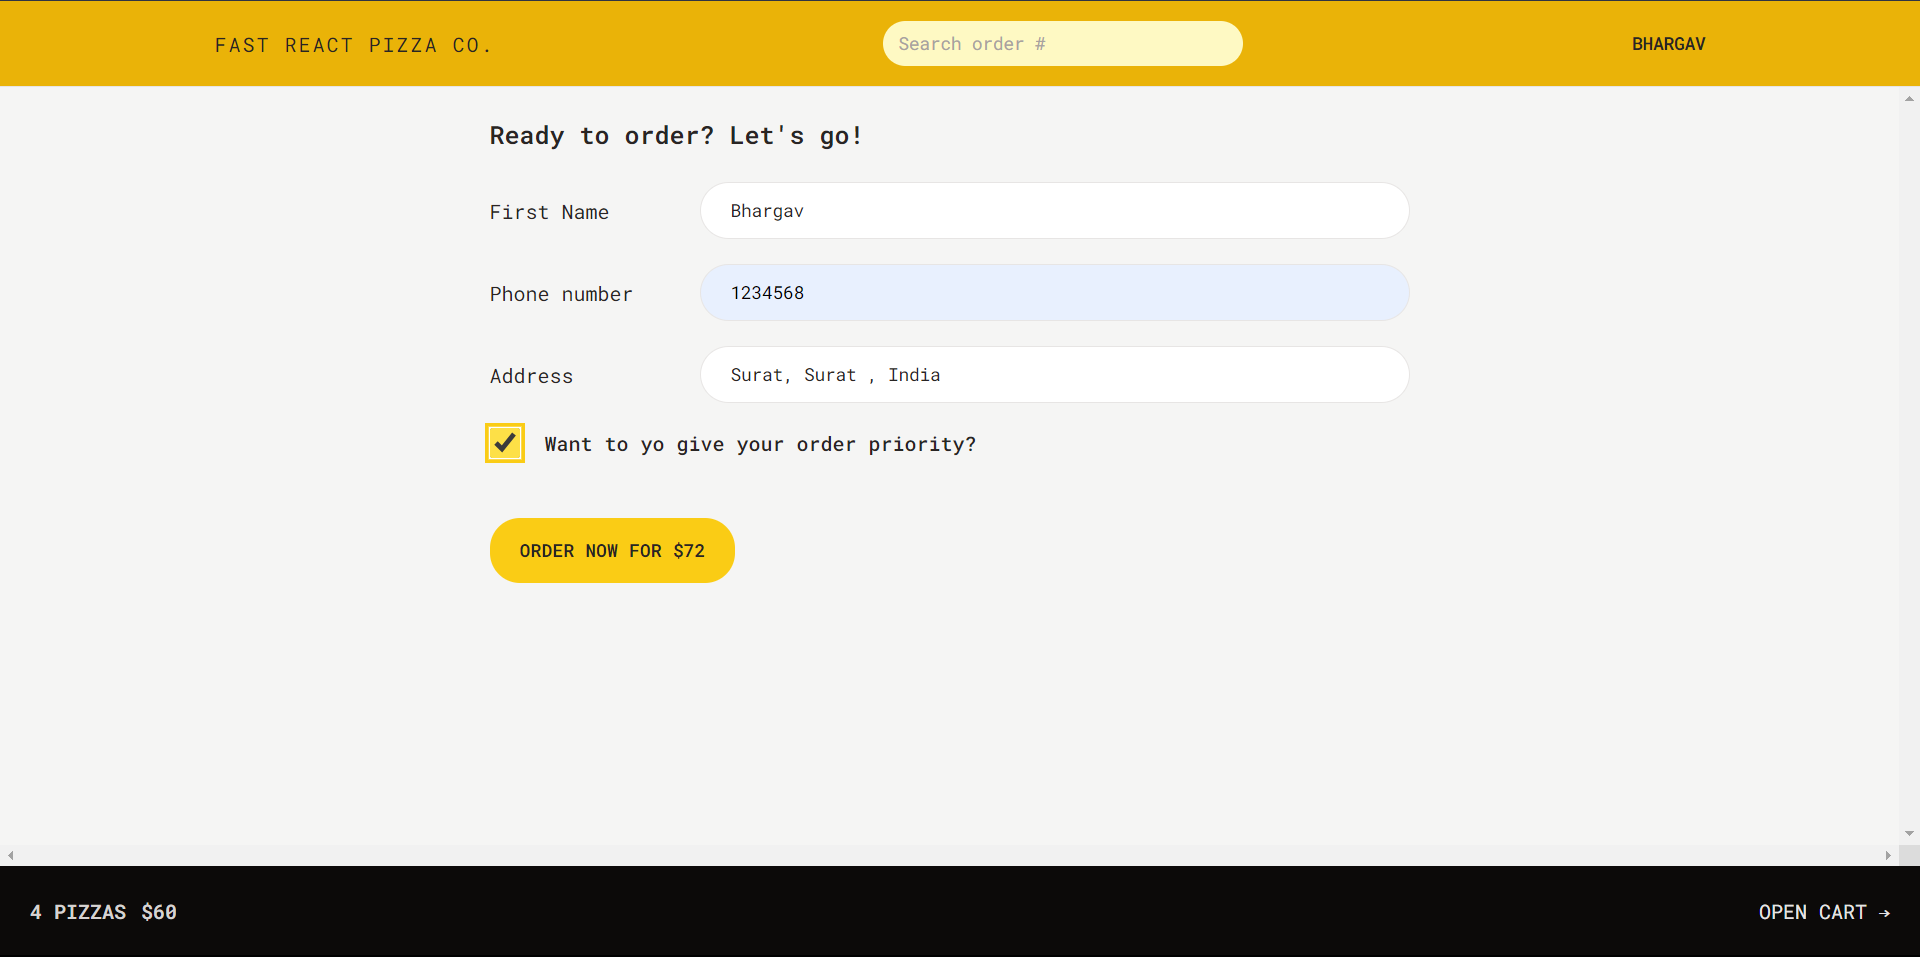 FAST REACT PIZZA CO.
Search order #
BHARGAV
Ready to order? Let's go!
First Name
Bhargav
Phone number
1234568
Address
Surat, Surat , India
Want to yo give your order priority?
ORDER NOW FOR $72
4 PIZZAS $60
OPEN CART →